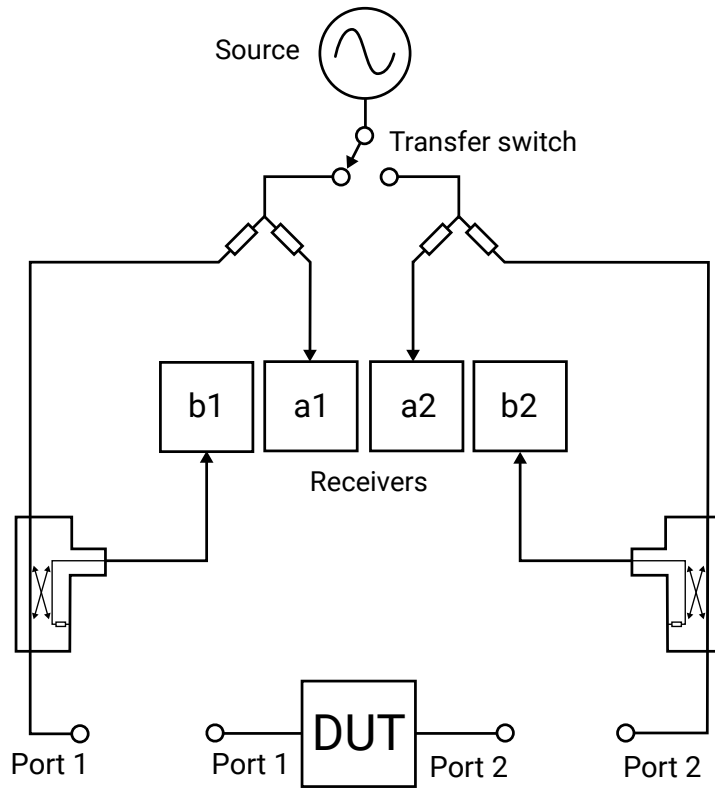 Source
Transfer switch
b1
a1
a2
b2
Receivers
DUT
Port 1
Port 1
Port 2
Port 2